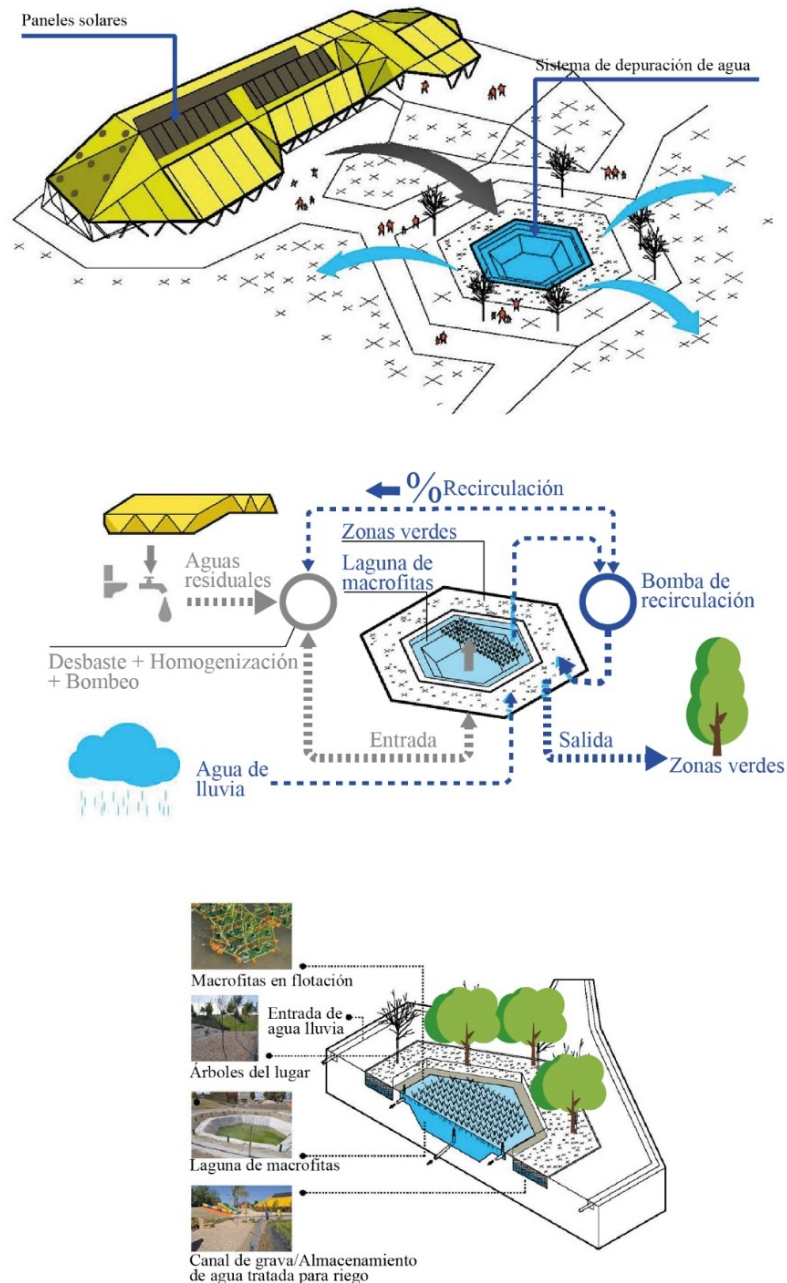 Paneles solares
Sistema de depuración de agua
% Recirculación
Zonas verdes
Laguna de
macrofitas
Aguas
residuales
Bomba de
recirculación
Desbaste + Homogenización
+ Bombeo
Entrada
Salida
Agua de
lluvia
Zonas verdes
Macrofitas en flotación
Entrada de
agua lluvia
Árboles del lugar
Laguna de macrofitas
Canal de grava/Almacenamiento
de agua tratada para riego